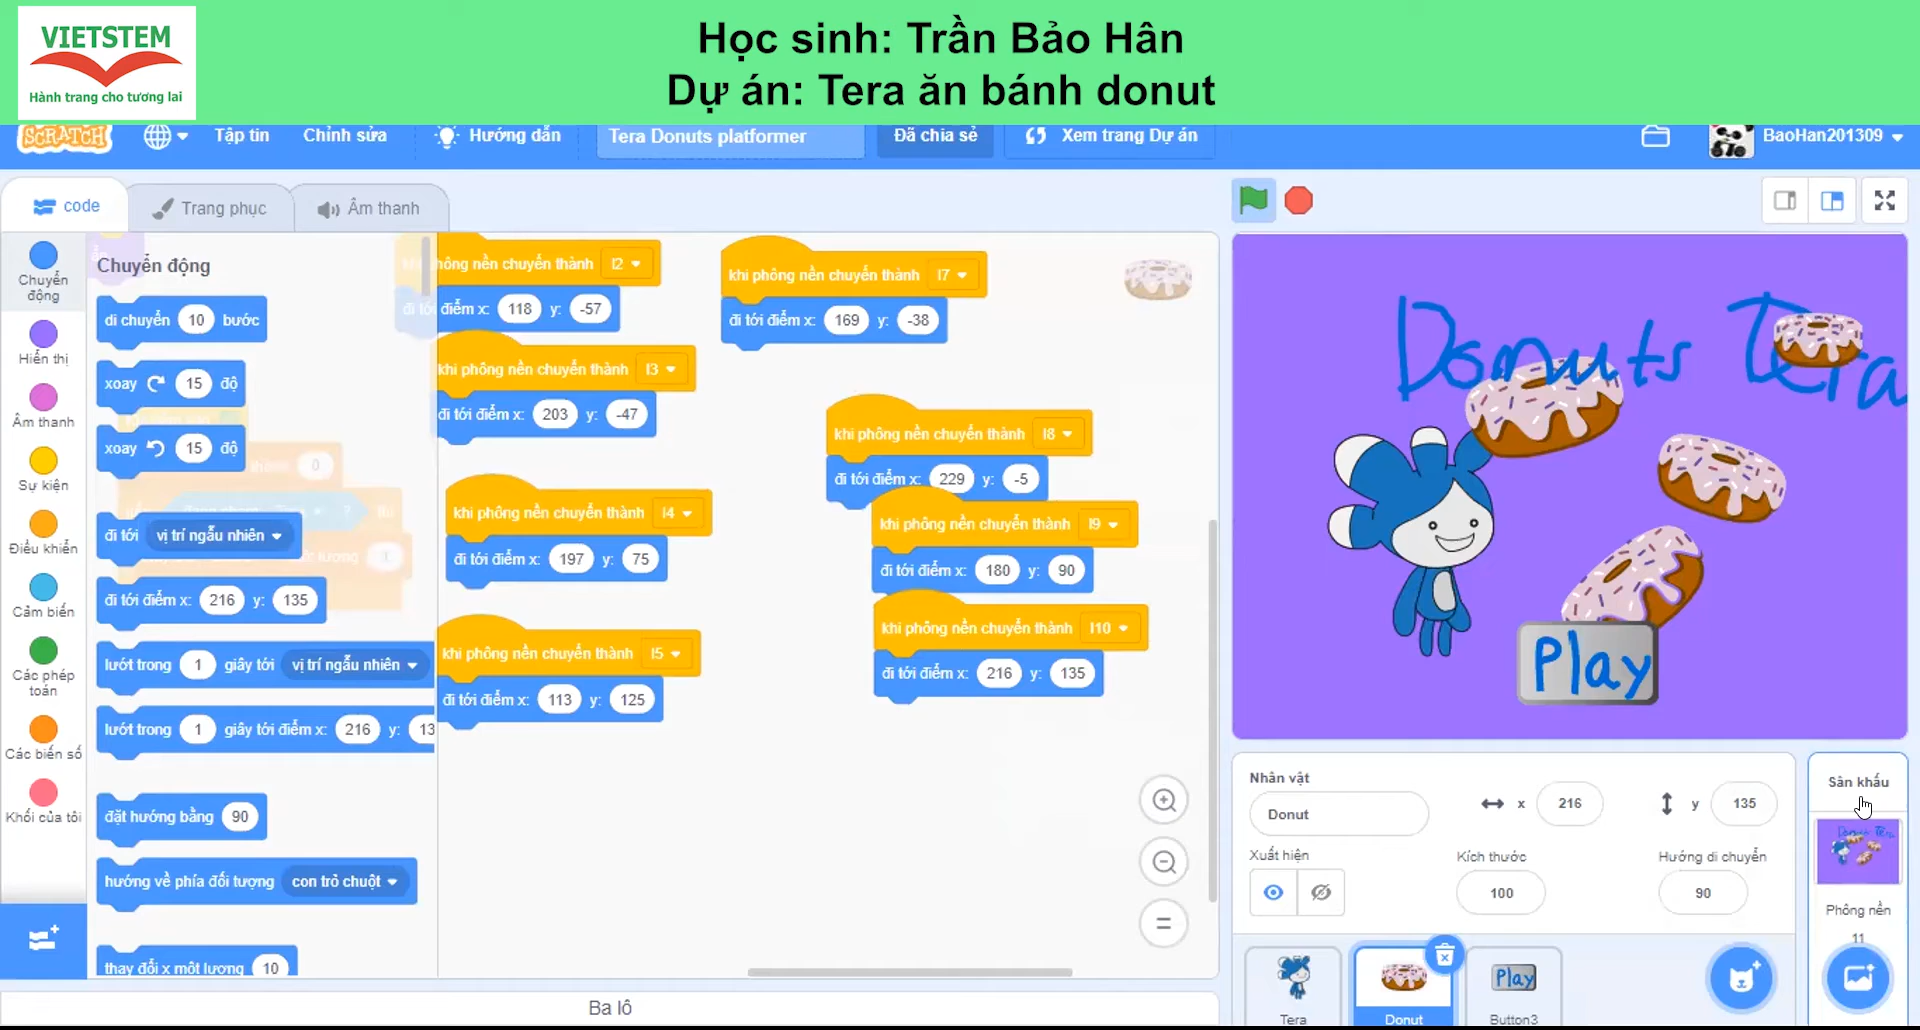 VIETSTEM
Hành trang cho tương lai
Học sinh: Trần Bảo Hân
Dự án: Tera ăn bánh donut
SCRATCH
Tập tin
Chỉnh sửa
Hướng dẫn
Tera Donuts platformer
Đã chia sẻ
Xem trang Dự án
BaoHan201309
code
Trang phục
Âm thanh
Chuyển động
Hiển thị
Âm thanh
Sự kiện
Điều khiển
Cảm biến
Các phép toán
Các biến số
Khối của tôi
Chuyển động
di chuyển 10 bước
xoay 15 độ
xoay 15 độ
đi tới vị trí ngẫu nhiên
đi tới điểm x: 216 y: 135
lướt trong 1 giây tới vị trí ngẫu nhiên
lướt trong 1 giây tới điểm x: 216 y: 13
đặt hướng bằng 90
hướng về phía đối tượng con trỏ chuột
thay đổi x một lượng 10
hông nền chuyển thành l2
điểm x: 118 y: -57
khi phông nền chuyển thành l3
đi tới điểm x: 203 y: -47
khi phông nền chuyển thành l4
đi tới điểm x: 197 y: 75
khi phông nền chuyển thành l5
đi tới điểm x: 113 y: 125
khi phông nền chuyển thành l7
đi tới điểm x: 169 y: -38
khi phông nền chuyển thành l8
đi tới điểm x: 229 y: -5
khi phông nền chuyển thành l9
đi tới điểm x: 180 y: 90
khi phông nền chuyển thành l10
đi tới điểm x: 216 y: 135
Ba lô
Donuts Tera
Play
Nhân vật
Donut
x 216
y 135
Xuất hiện
Kích thước
100
Hướng di chuyển
90
Tera
Donut
Play
Button3
Sân khấu
Phông nền
11